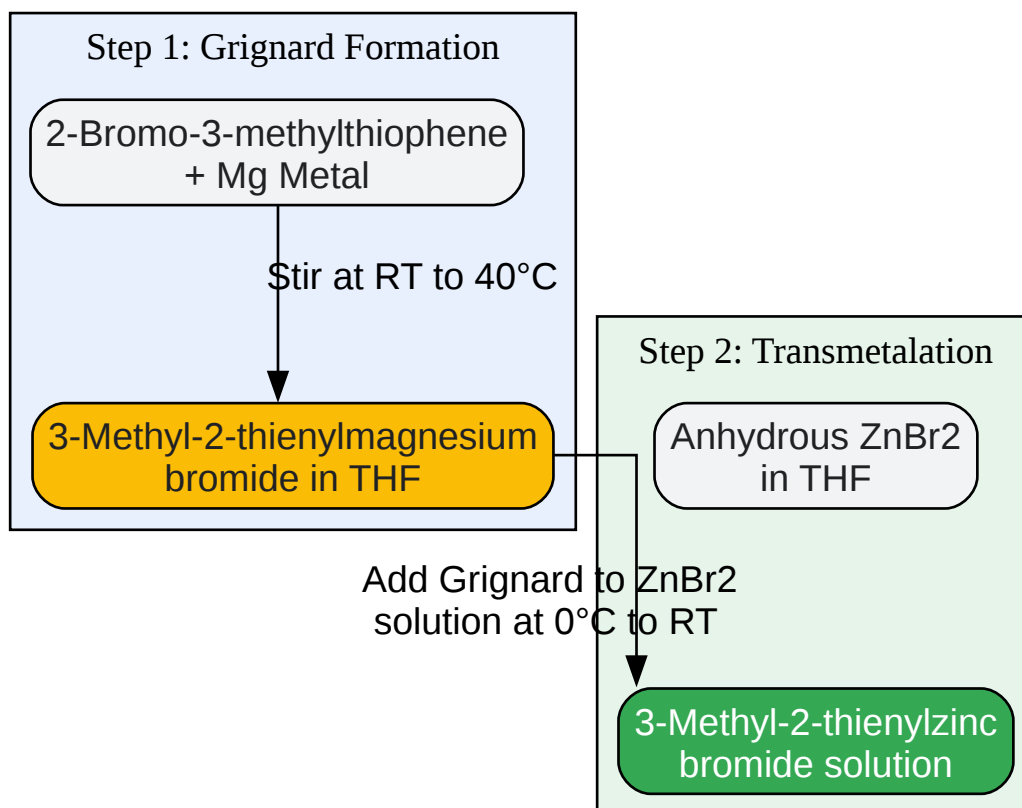 Step 1: Grignard Formation
2-Bromo-3-methylthiophene
+ Mg Metal
Stir at RT to 40°C
3-Methyl-2-thienylmagnesium
bromide in THF
Step 2: Transmetalation
Anhydrous ZnBr2
in THF
Add Grignard to ZnBr2
solution at 0°C to RT
3-Methyl-2-thienylzinc
bromide solution